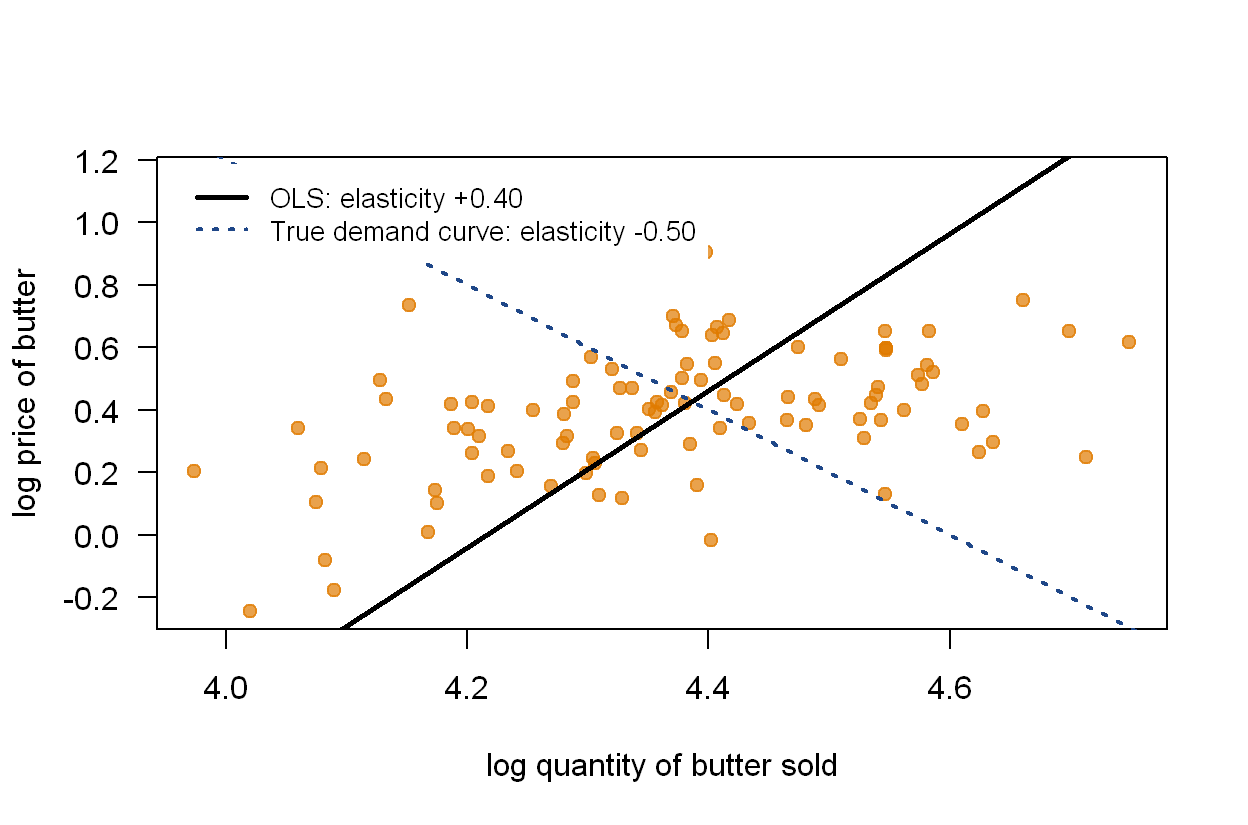 1.2
1.0
0.8
0.6
0.4
0.2
0.0
-0.2
log price of butter
OLS: elasticity +0.40
True demand curve: elasticity -0.50
4.0 4.2 4.4 4.6
log quantity of butter sold